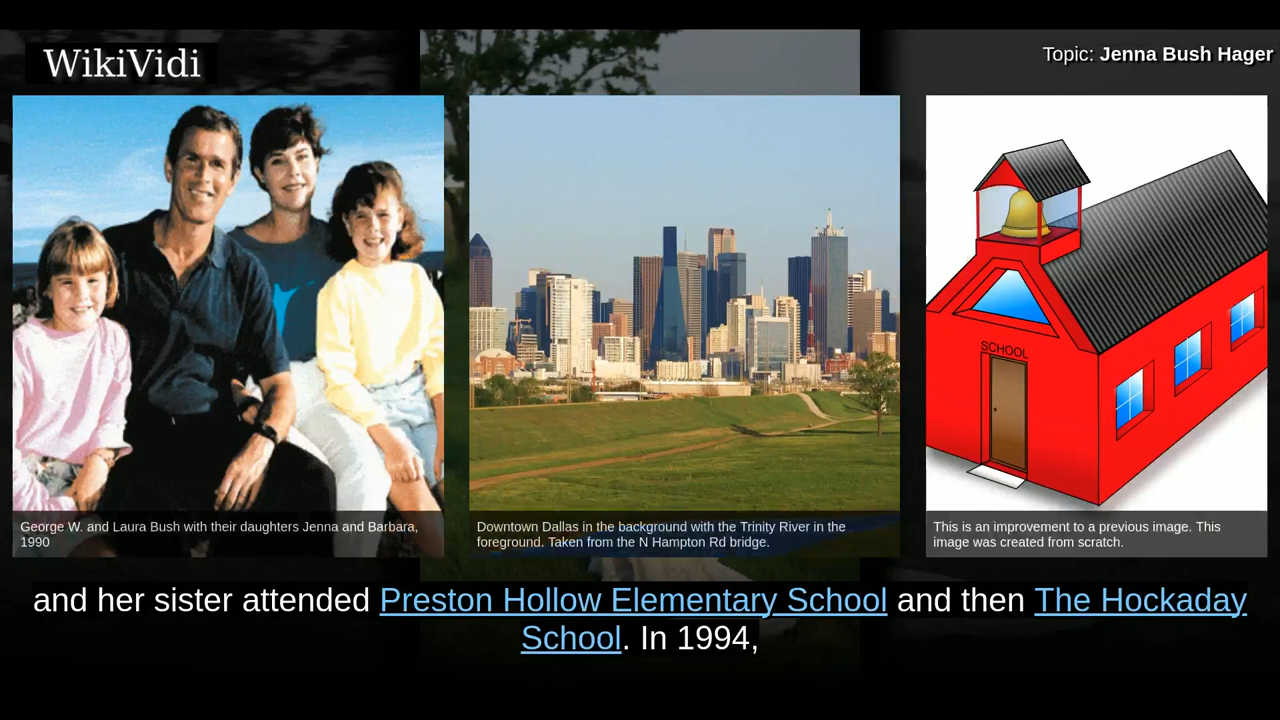 WikiVidi
Topic: Jenna Bush Hager
SCHOOL
George W. and Laura Bush with their daughters Jenna and Barbara,
1990
Downtown Dallas in the background with the Trinity River in the
foreground. Taken from the N Hampton Rd bridge.
This is an improvement to a previous image. This
image was created from scratch.
and her sister attended Preston Hollow Elementary School and then The Hockaday
School. In 1994,